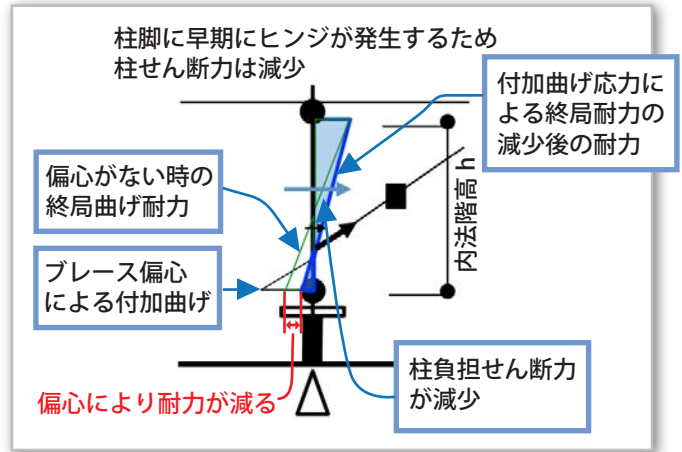 柱脚に早期にヒンジが発生するため
柱せん断力は減少
付加曲げ応力に
よる終局耐力の
減少後の耐力
偏心がない時の
終局曲げ耐力
内法階高 h
ブレース偏心
による付加曲げ
柱負担せん断力
が減少
偏心により耐力が減る